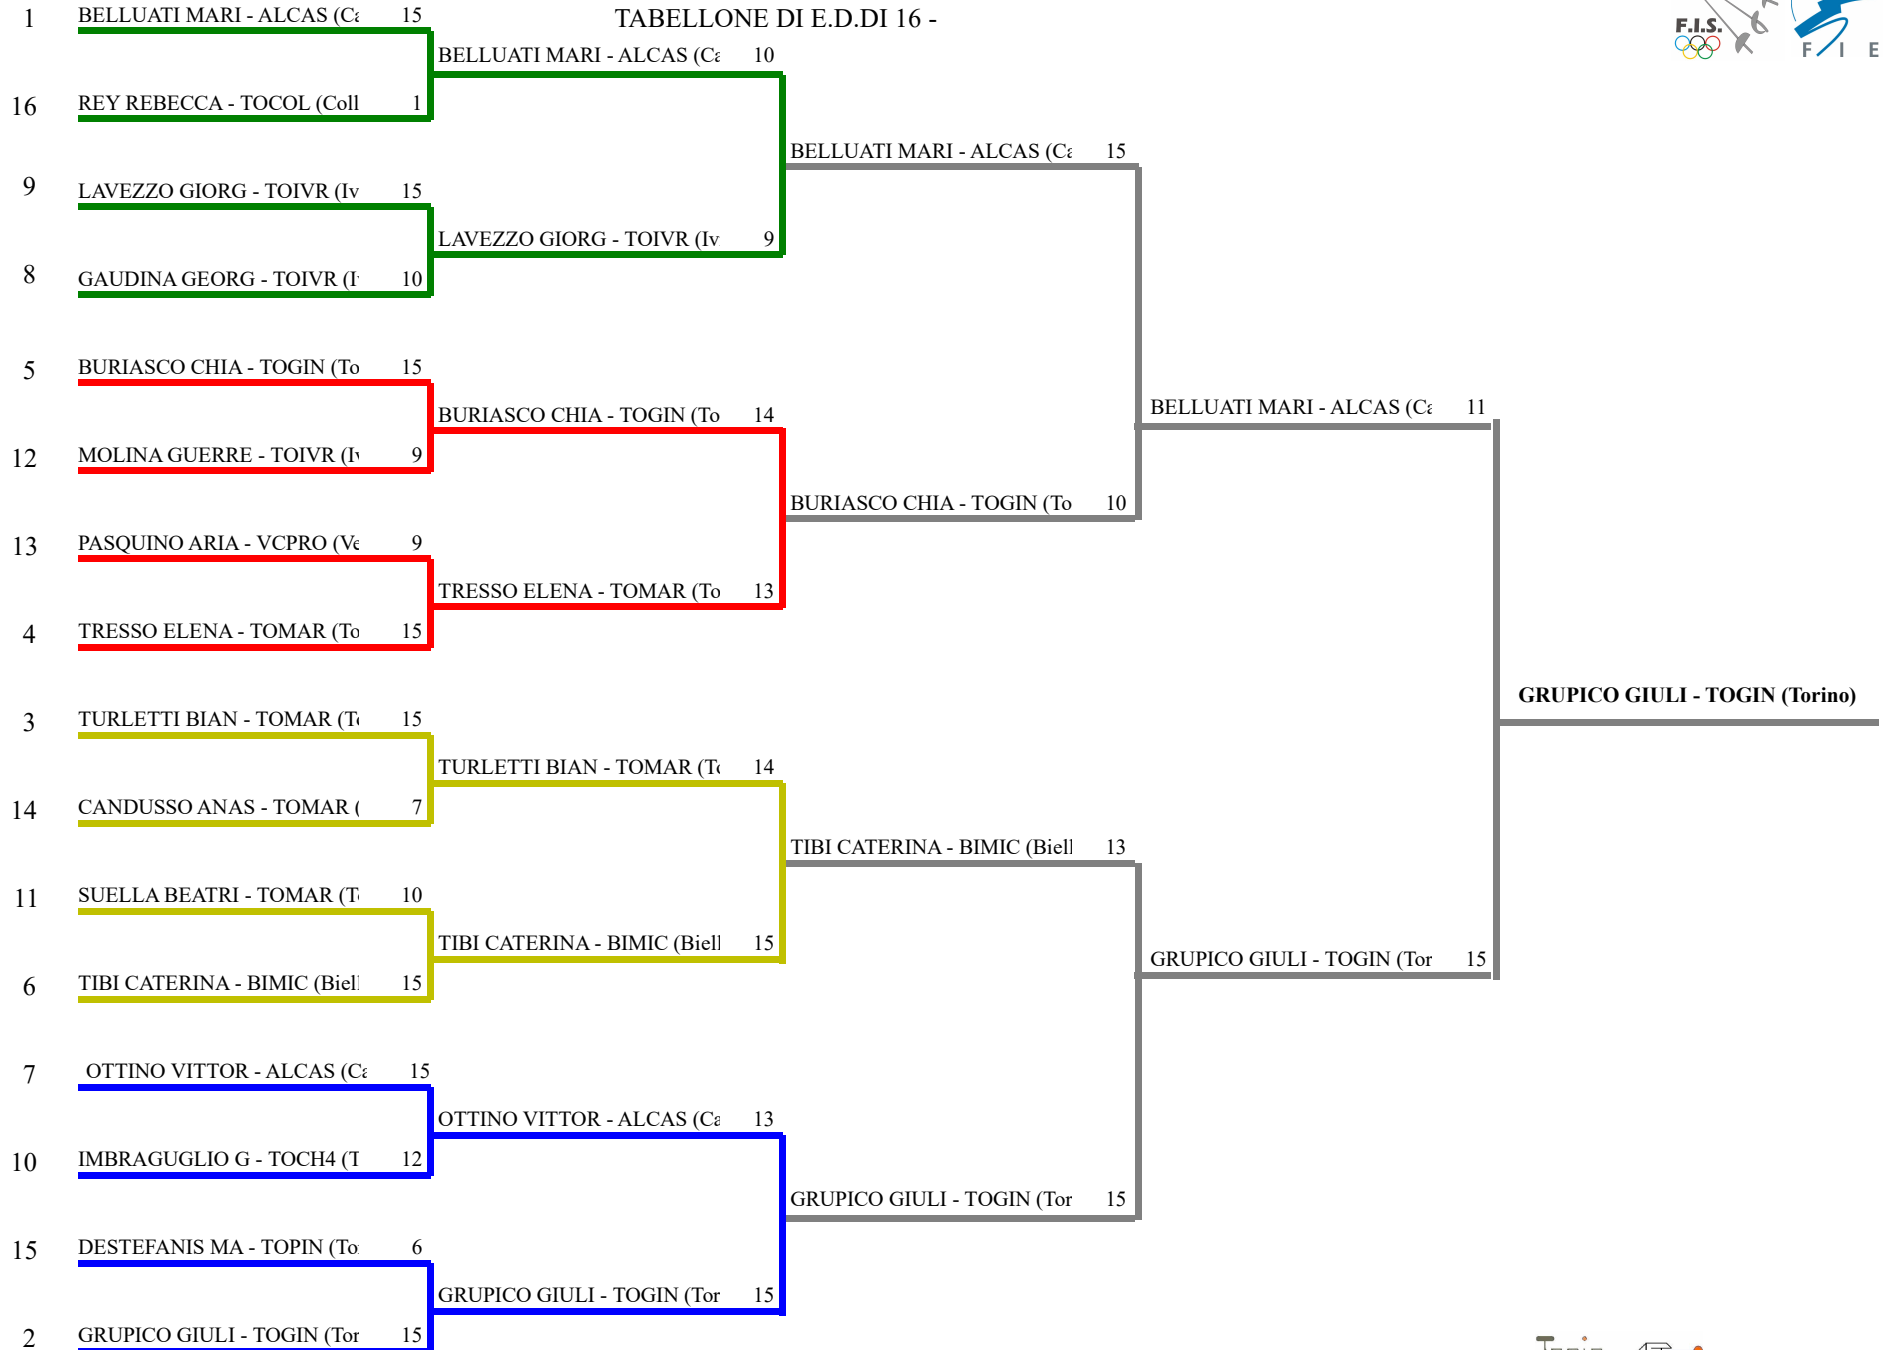 TABELLONE DI E.D.DI 16 -
F.I.S.
F I E
1 BELLUATI MARI - ALCAS (Ca 15
BELLUATI MARI - ALCAS (Ca 10
16 REY REBECCA - TOCOL (Coll 1
BELLUATI MARI - ALCAS (Ca 15
9 LAVEZZO GIORG - TOIVR (Iv 15
LAVEZZO GIORG - TOIVR (Iv 9
8 GAUDINA GEORG - TOIVR (I 10
5 BURIASCO CHIA - TOGIN (To 15
BURIASCO CHIA - TOGIN (To 14
BELLUATI MARI - ALCAS (Ca 11
12 MOLINA GUERRE - TOIVR (Iv 9
BURIASCO CHIA - TOGIN (To 10
13 PASQUINO ARIA - VCPRO (Ve 9
TRESSO ELENA - TOMAR (To 13
4 TRESSO ELENA - TOMAR (To 15
GRUPICO GIULI - TOGIN (Torino)
3 TURLETTI BIAN - TOMAR (To 15
TURLETTI BIAN - TOMAR (To 14
14 CANDUSSO ANAS - TOMAR ( 7
TIBI CATERINA - BIMIC (Biell 13
11 SUELLA BEATRI - TOMAR (T 10
TIBI CATERINA - BIMIC (Biell 15
GRUPICO GIULI - TOGIN (Tor 15
6 TIBI CATERINA - BIMIC (Biell 15
7 OTTINO VITTOR - ALCAS (Ca 15
OTTINO VITTOR - ALCAS (Ca 13
10 IMBRAGUGLIO G - TOCH4 (T 12
GRUPICO GIULI - TOGIN (Tor 15
15 DESTEFANIS MA - TOPIN (To 6
GRUPICO GIULI - TOGIN (Tor 15
2 GRUPICO GIULI - TOGIN (Tor 15